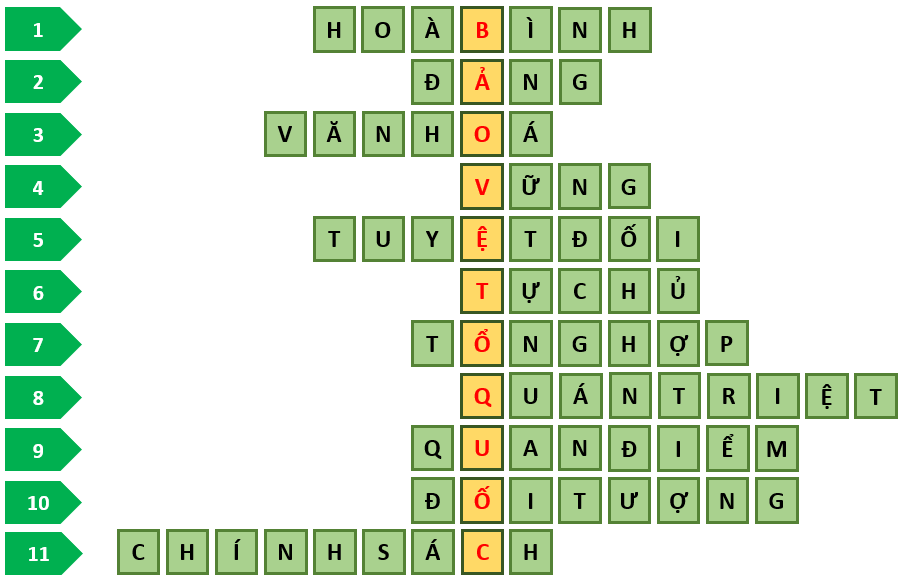 1 HOÀBÌNH
2 ĐẢNG
3 VĂNHOÁ
4 VỮNG
5 TUYỆTĐỐI
6 TỰCHỦ
7 TỔNGHỢP
8 QUÁNTRIỆT
9 QUANĐIỂM
10 ĐỐITƯỢNG
11 CHÍNHSÁCH